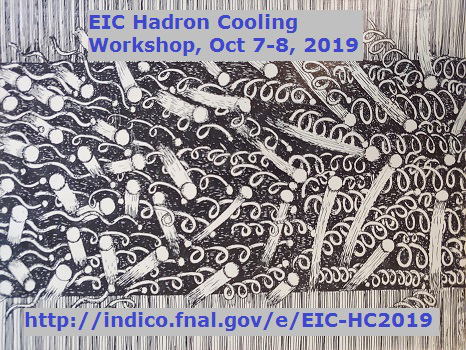 EIC Hadron Cooling
Workshop, Oct 7-8, 2019
http://indico.fnal.gov/e/EIC-HC2019